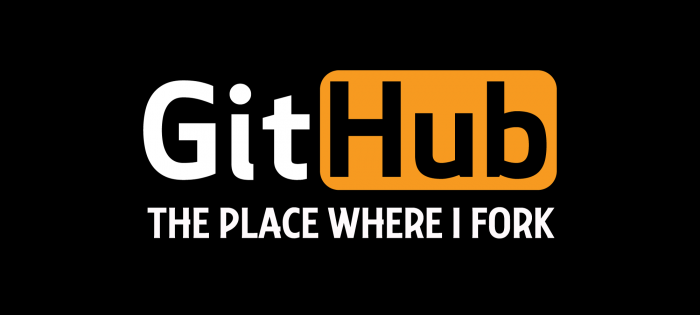 GitHub
THE PLACE WHERE I FORK